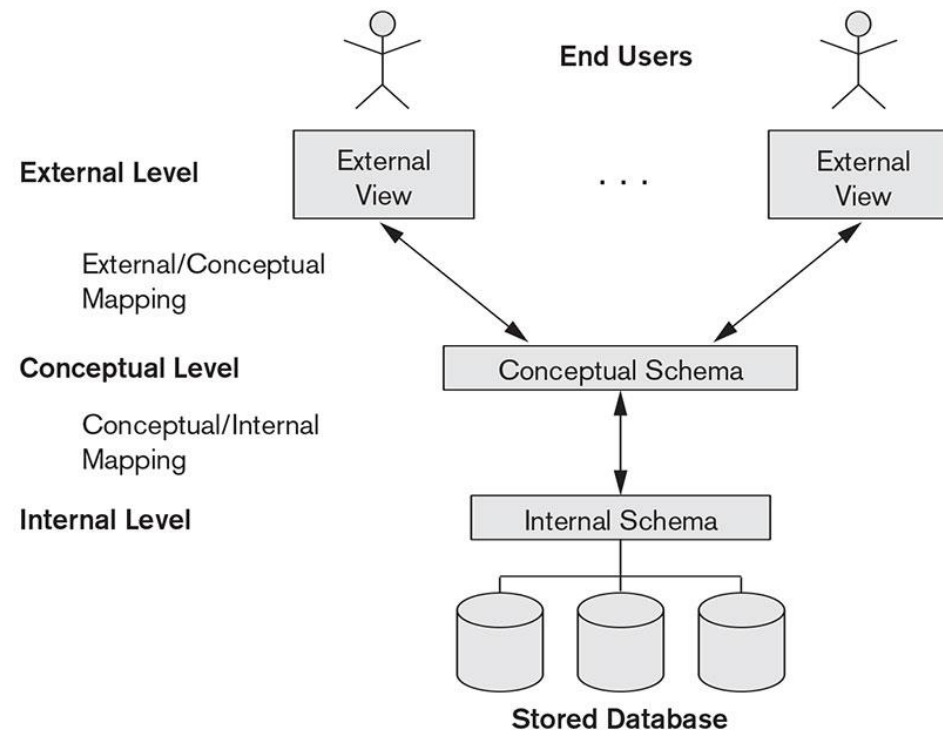 End Users
External Level
External
View
. . .
External
View
External/Conceptual
Mapping
Conceptual Level
Conceptual Schema
Conceptual/Internal
Mapping
Internal Level
Internal Schema
Stored Database